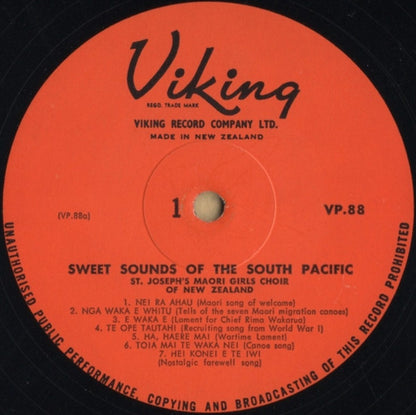 Viking
REGD. TRADE MARK
VIKING RECORD COMPANY LTD.
MADE IN NEW ZEALAND
(VP.88a)
1
VP.88
SWEET SOUNDS OF THE SOUTH PACIFIC
ST. JOSEPH'S MAORI GIRLS CHOIR
OF NEW ZEALAND
1. NEI RA AHAU (Maori song of welcome)
2. NGA WAKA E WHITU (Tells of the seven Maori migration canoes)
3. E WAKA E (Lament for Chief Rima Wakarua)
4. TE OPE TAUTAHI (Recruiting song from World War I)
5. HA, HAERE MAI (Wartime Lament)
6. TOIA MAI TE WAKA NEI (Canoe song)
7. HEI KONEI E TE IWI
(Nostalgic farewell song)
UNAUTHORISED PUBLIC PERFORMANCE, COPYING AND BROADCASTING OF THIS RECORD PROHIBITED